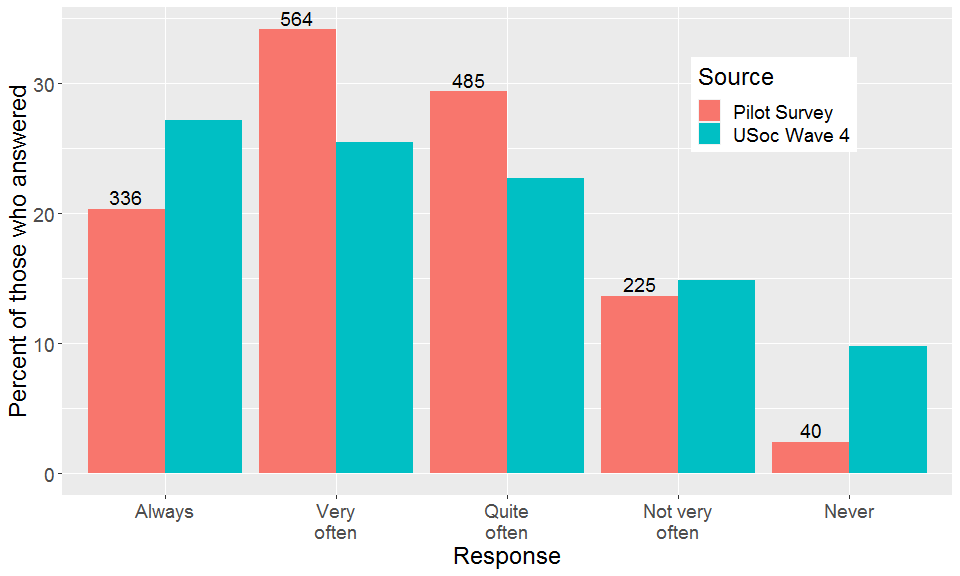 564
485
336
225
40
Source
Pilot Survey
USoc Wave 4
Percent of those who answered
30
20
10
0
Always
Very
often
Quite
often
Not very
often
Never
Response